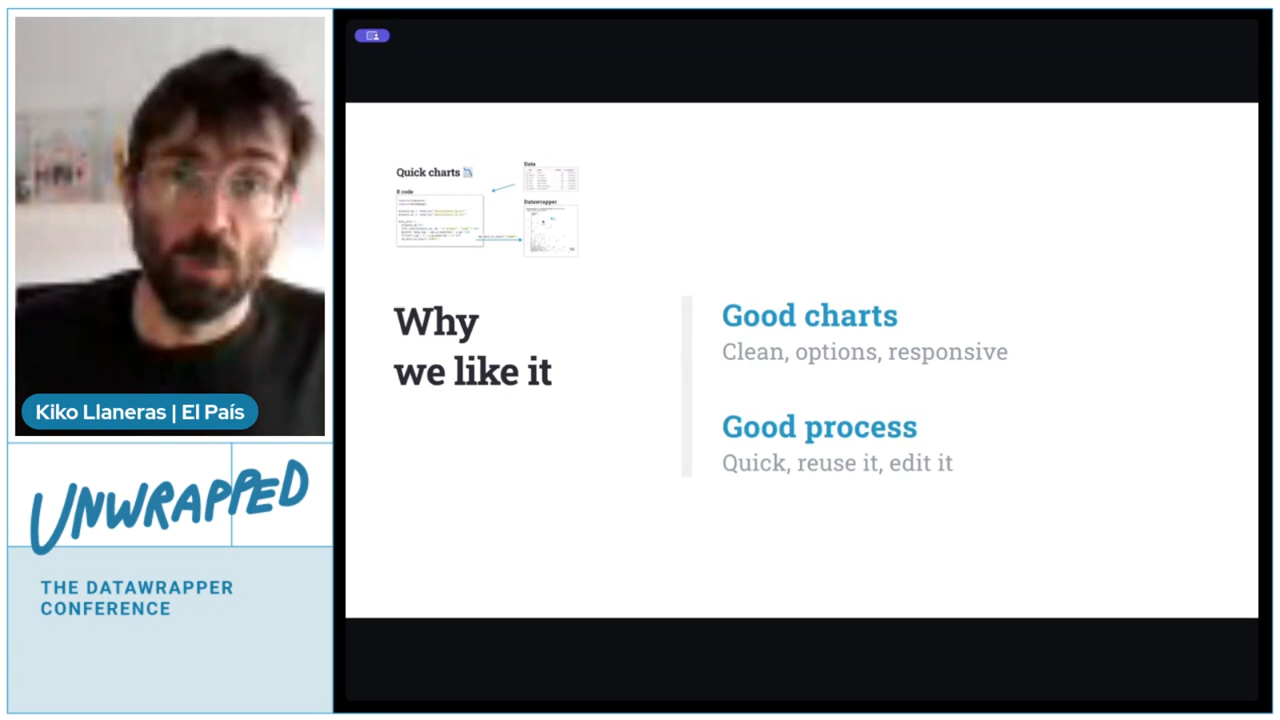 Kiko Llaneras | El País
UNWRAPPED
THE DATAWRAPPER
CONFERENCE
Quick charts
R code
Data
Datawrapper
Why
we like it
Good charts
Clean, options, responsive
Good process
Quick, reuse it, edit it